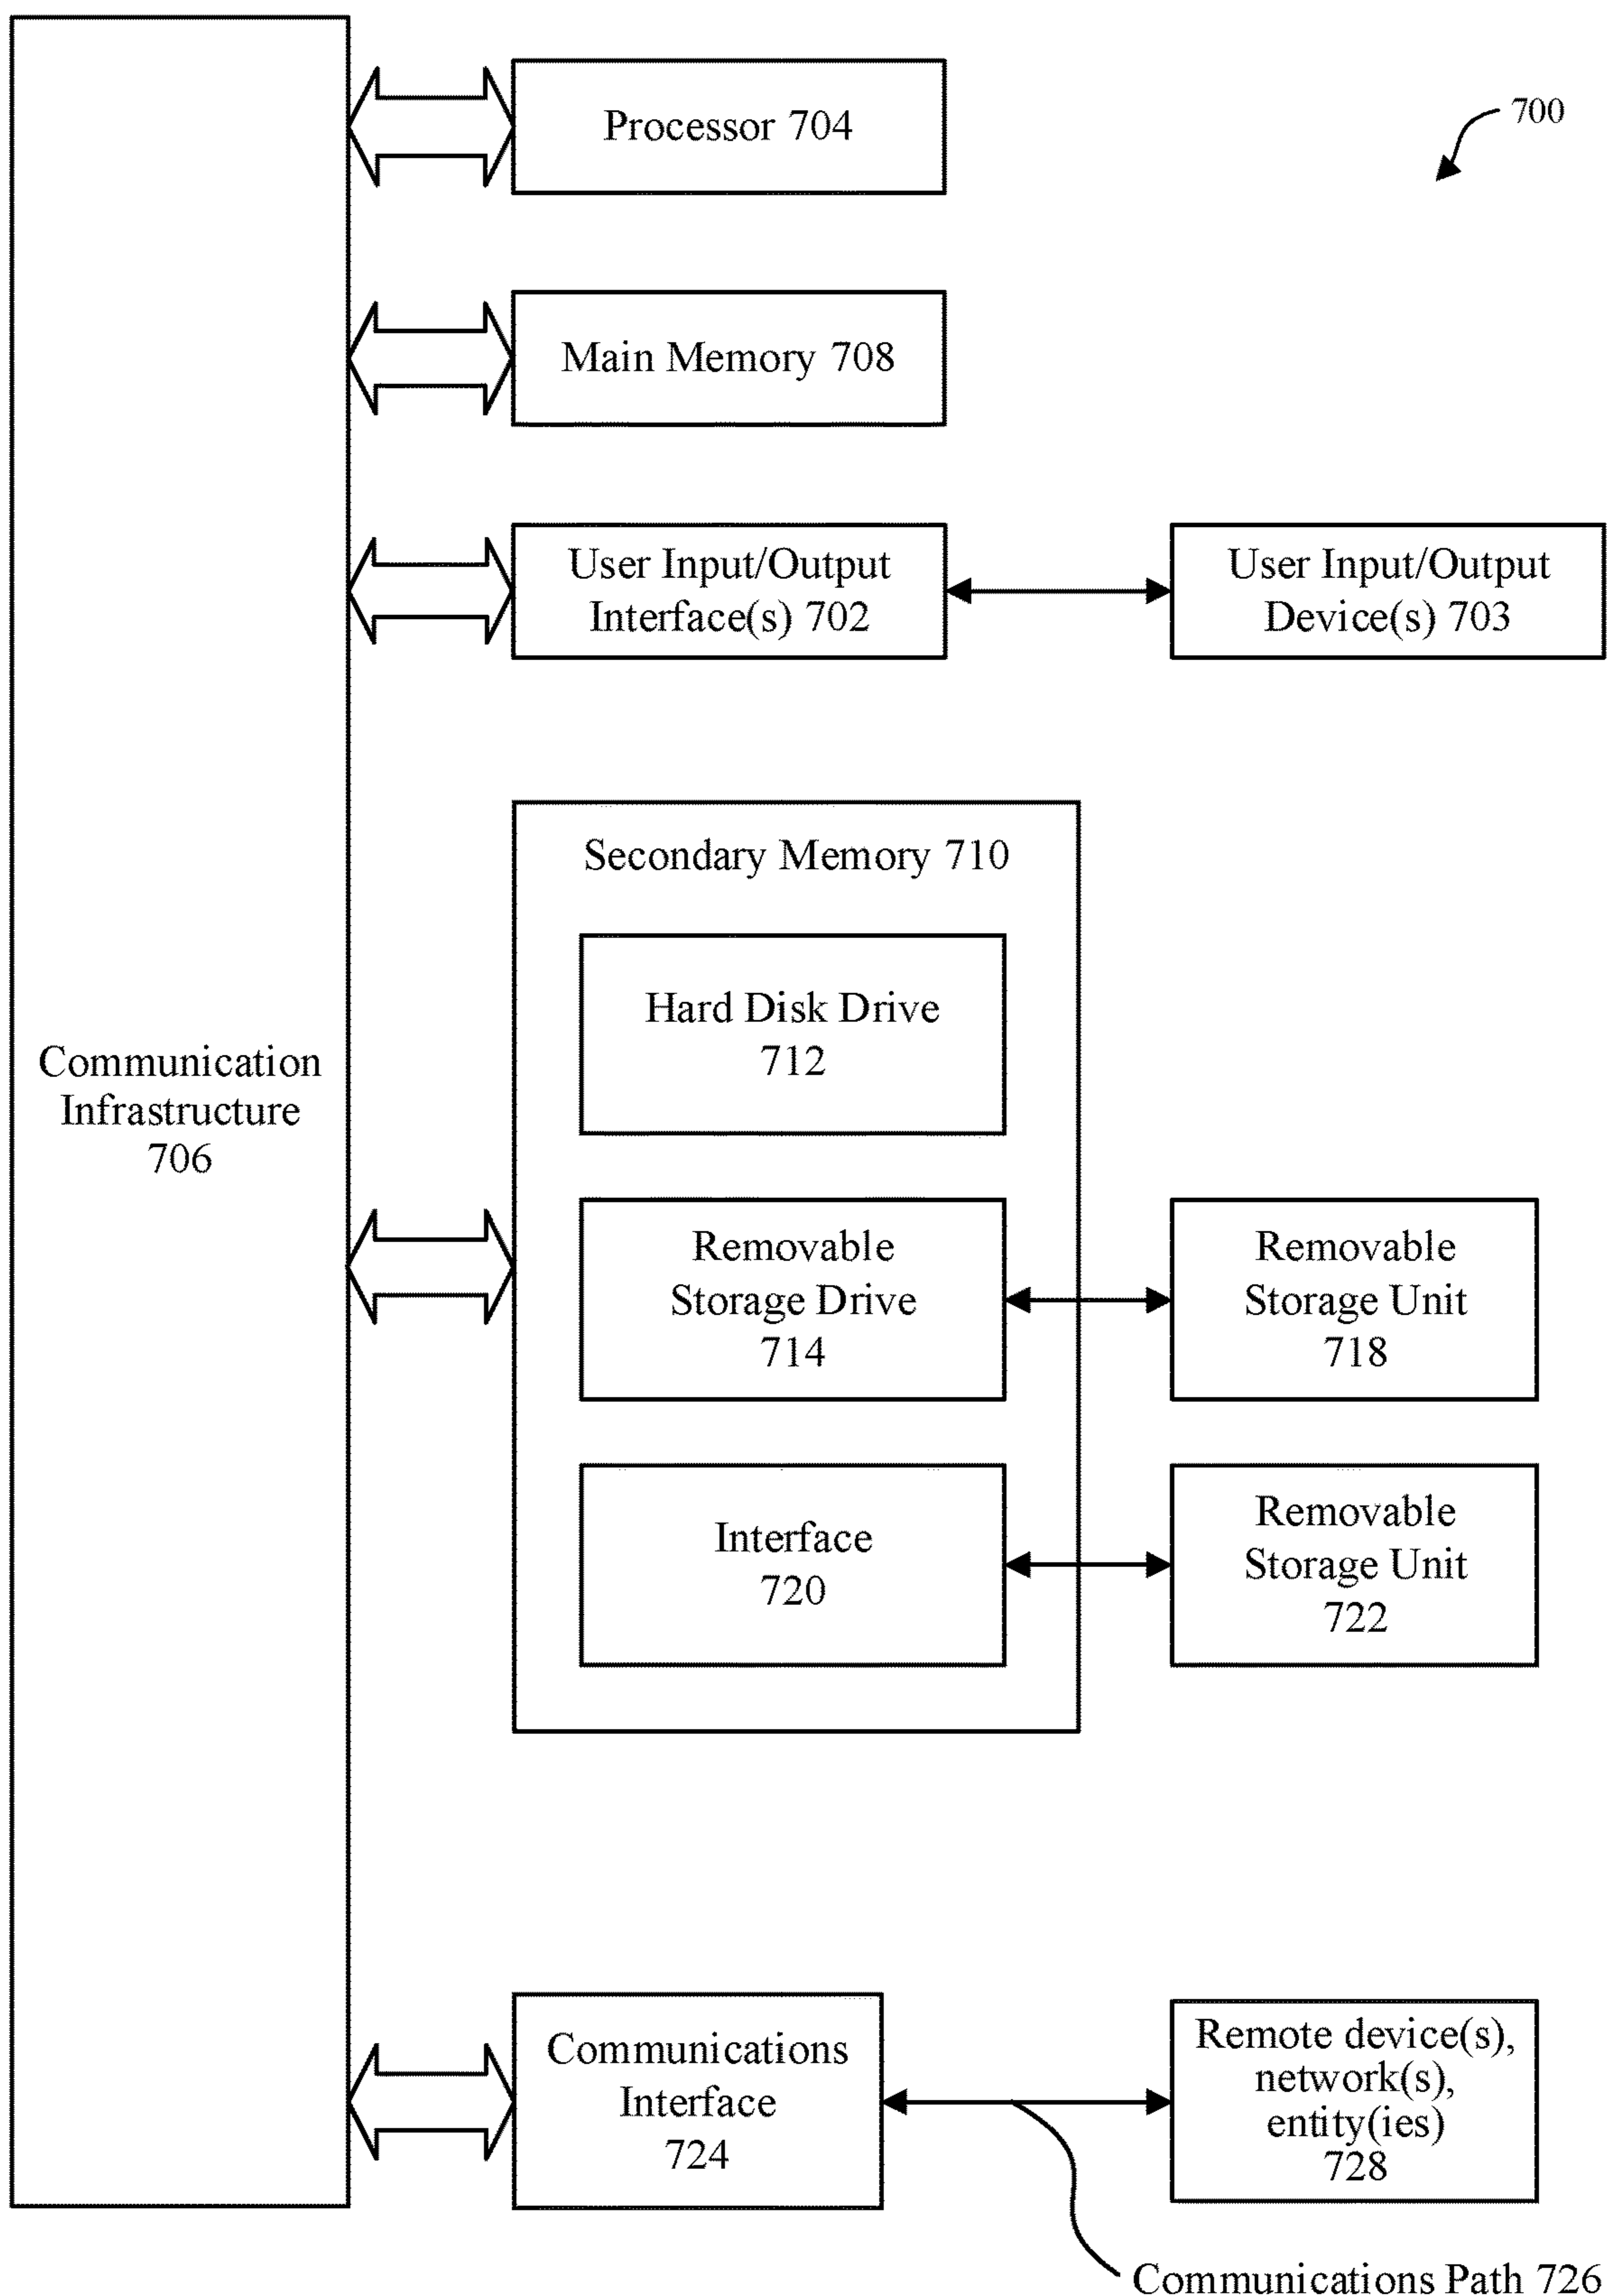 Processor 704
700
Main Memory 708
User Input/Output
Interface(s) 702
User Input/Output
Device(s) 703
Secondary Memory 710
Hard Disk Drive
712
Communication
Infrastructure
706
Removable
Storage Drive
714
Removable
Storage Unit
718
Interface
720
Removable
Storage Unit
722
Communications
Interface
724
Remote device(s),
network(s),
entity(ies)
728
Communications Path 726